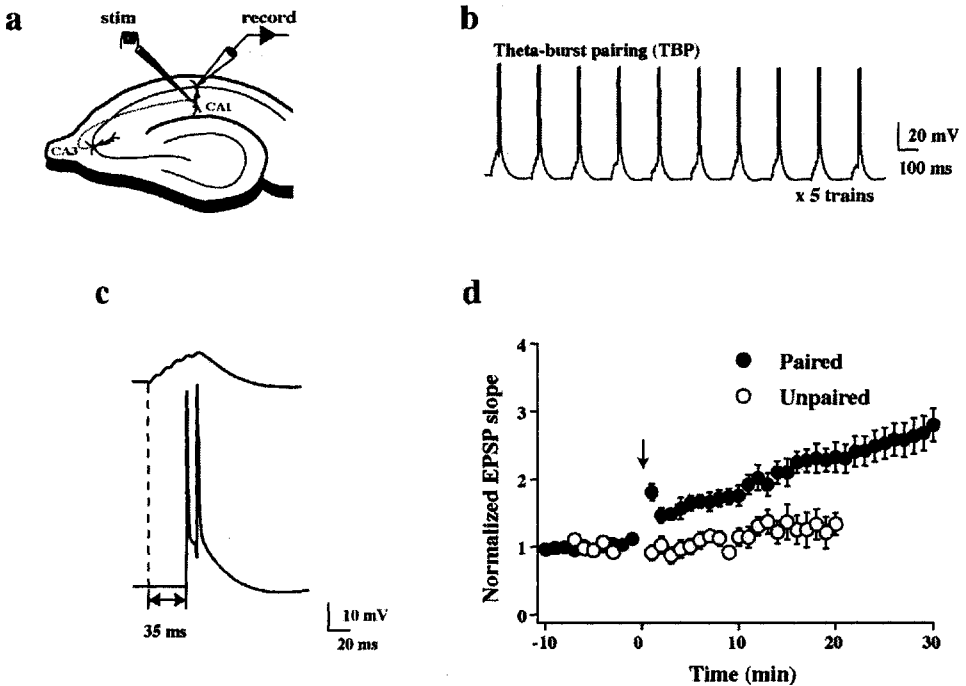 a
stim
record
CA1
CA3
b
Theta-burst pairing (TBP)
20 mV
100 ms
x 5 trains
c
35 ms
10 mV
20 ms
d
4
3
2
1
0
Normalized EPSP slope
Paired
Unpaired
-10
0
10
20
30
Time (min)